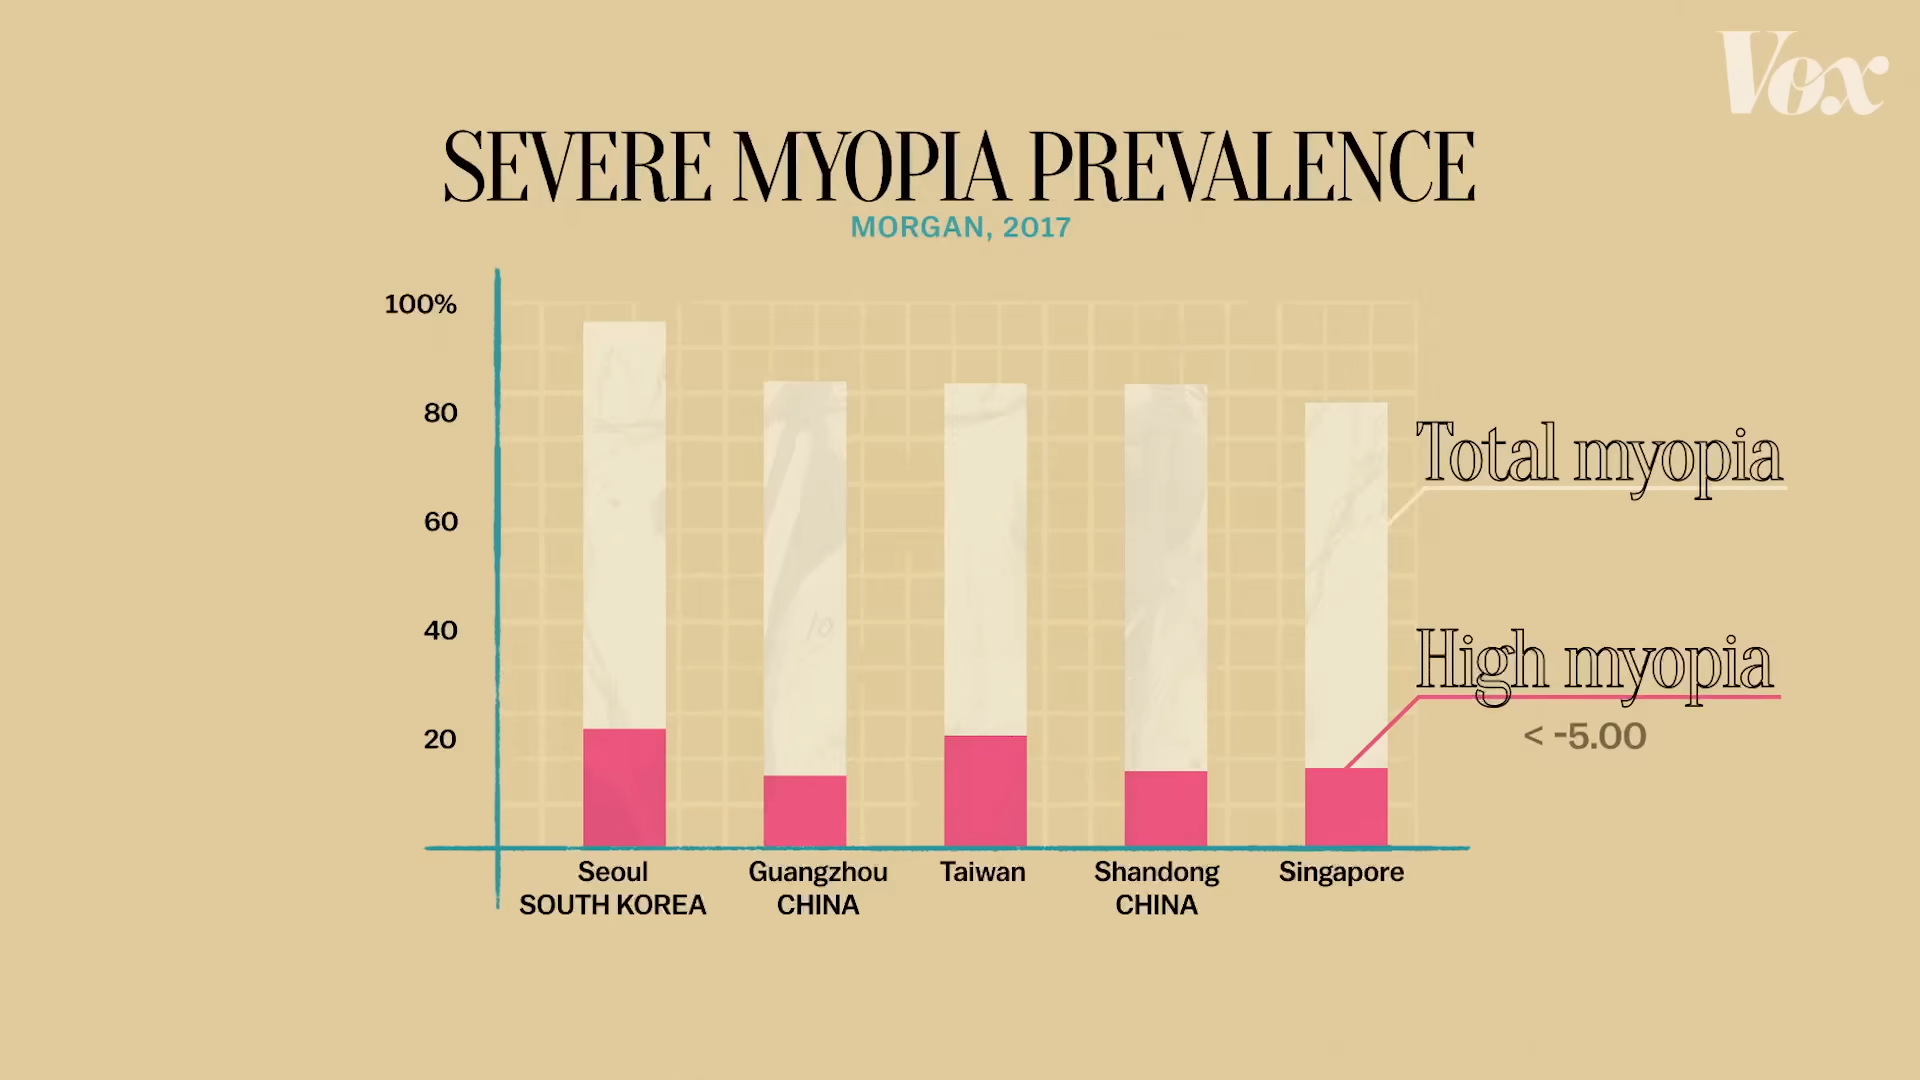 Vox
SEVERE MYOPIA PREVALENCE
MORGAN, 2017
100%
80
60
40
20
Total myopia
High myopia
< -5.00
Seoul
SOUTH KOREA
Guangzhou
CHINA
Taiwan
Shandong
CHINA
Singapore